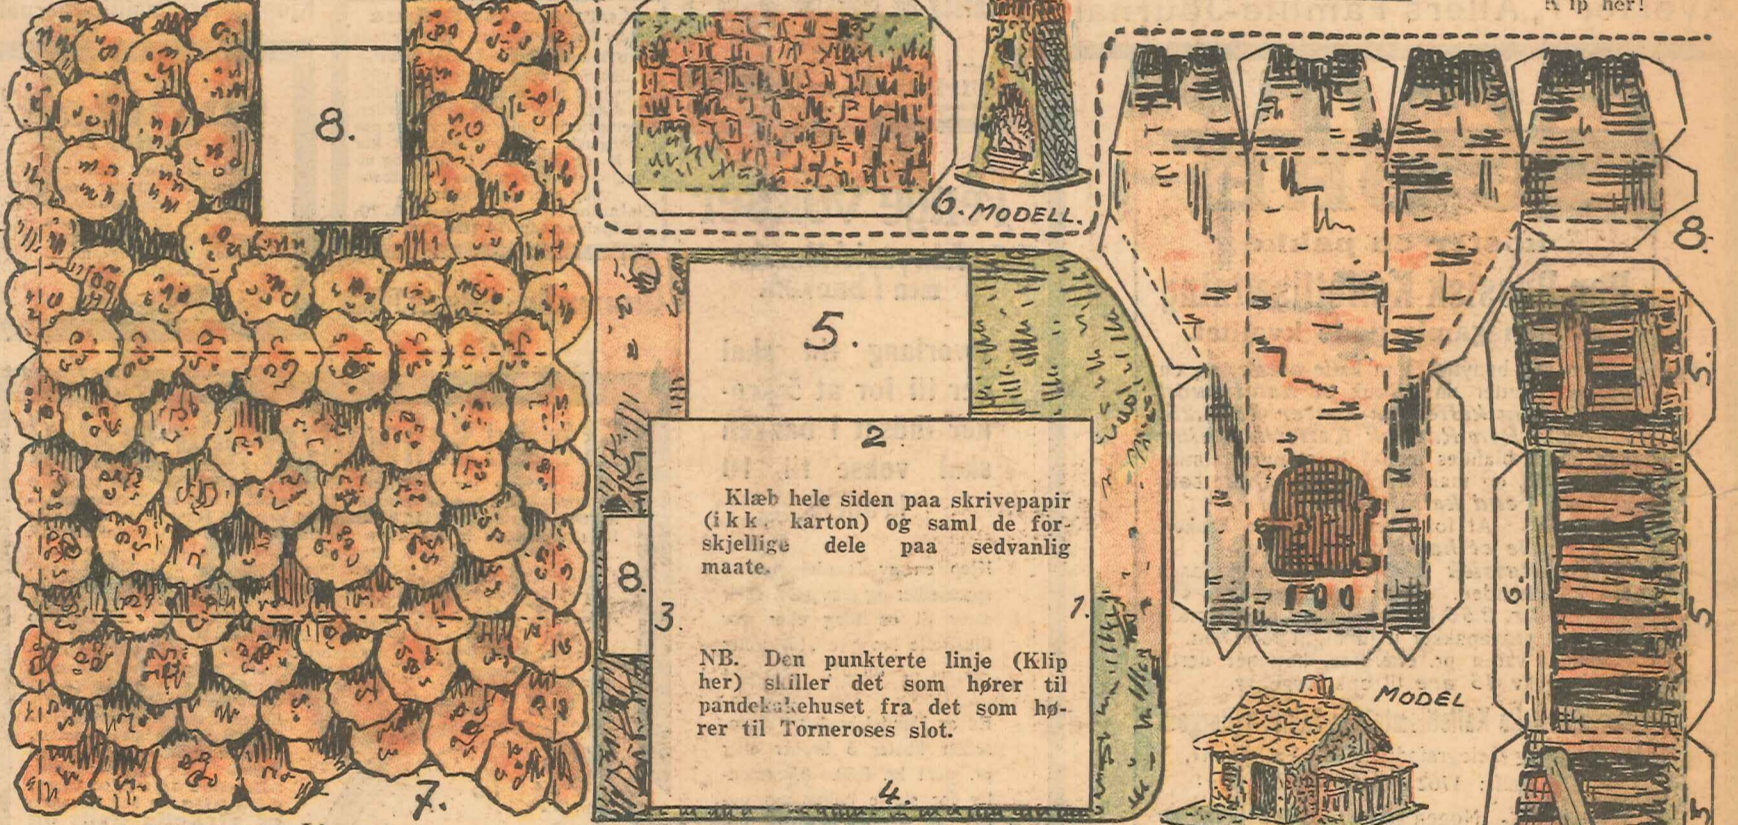 8.
6. MODELL.
her!
8.
5.
5.
2
Klæb hele siden paa skrivepapir
(ikk karton) og saml de for-
skjellige dele paa sedvanlig
maate.
8.
3.
1.
6.
5
NB. Den punkterte linje (Klip
her) skiller det som hører til
pandekakehuset fra det som hø-
rer til Torneroses slot.
MODEL
4.
7.
5